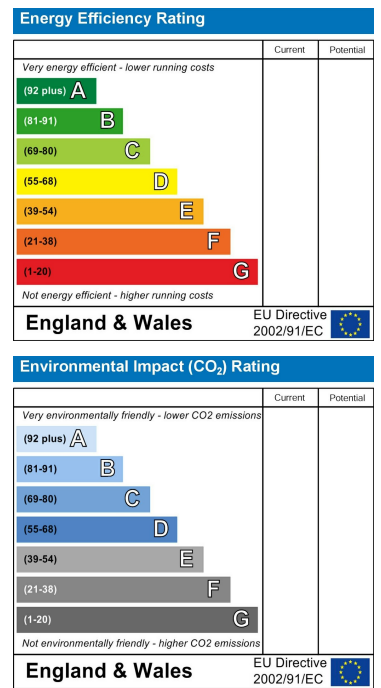 Energy Efficiency Rating
Current Potential
Very energy efficient - lower running costs
(92 plus) A
(81-91) B
(69-80) C
(55-68) D
(39-54) E
(21-38) F
(1-20) G
Not energy efficient - higher running costs
England & Wales
EU Directive
2002/91/EC
Environmental Impact (CO₂) Rating
Current Potential
Very environmentally friendly - lower CO2 emissions
(92 plus) A
(81-91) B
(69-80) C
(55-68) D
(39-54) E
(21-38) F
(1-20) G
Not environmentally friendly - higher CO2 emissions
England & Wales
EU Directive
2002/91/EC